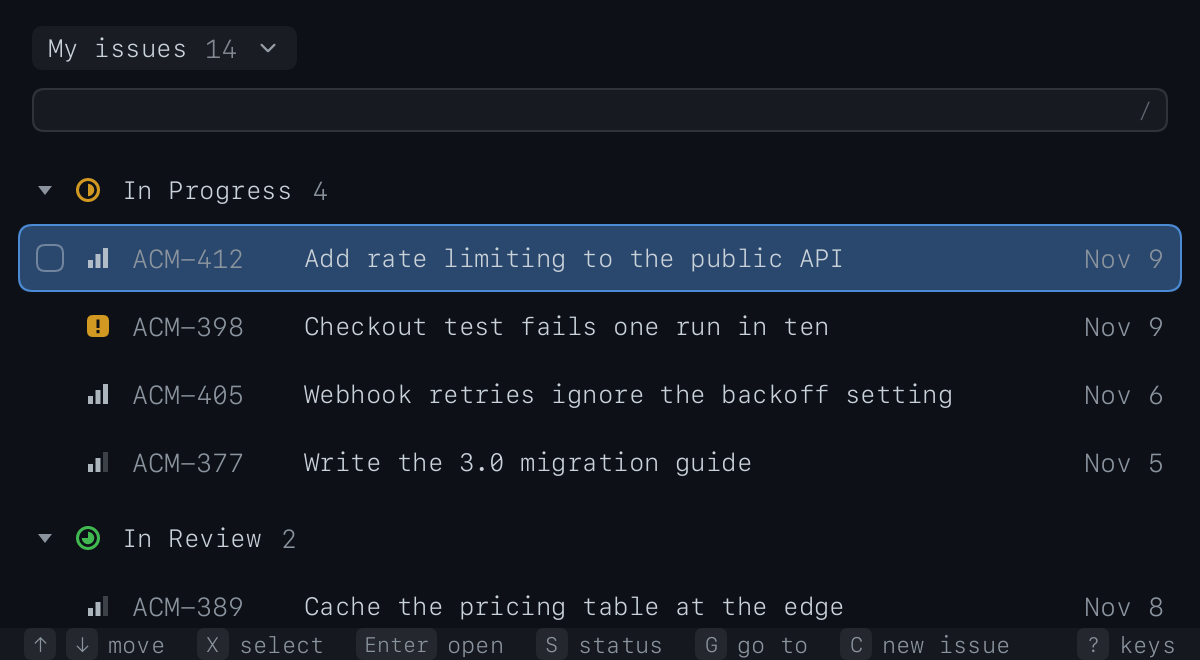 My issues 14
/
In Progress 4
ACM–412 Add rate limiting to the public API Nov 9
! ACM–398 Checkout test fails one run in ten Nov 9
ACM–405 Webhook retries ignore the backoff setting Nov 6
ACM–377 Write the 3.0 migration guide Nov 5
In Review 2
ACM–389 Cache the pricing table at the edge Nov 8
↑ ↓ move X select Enter open S status G go to C new issue ? keys